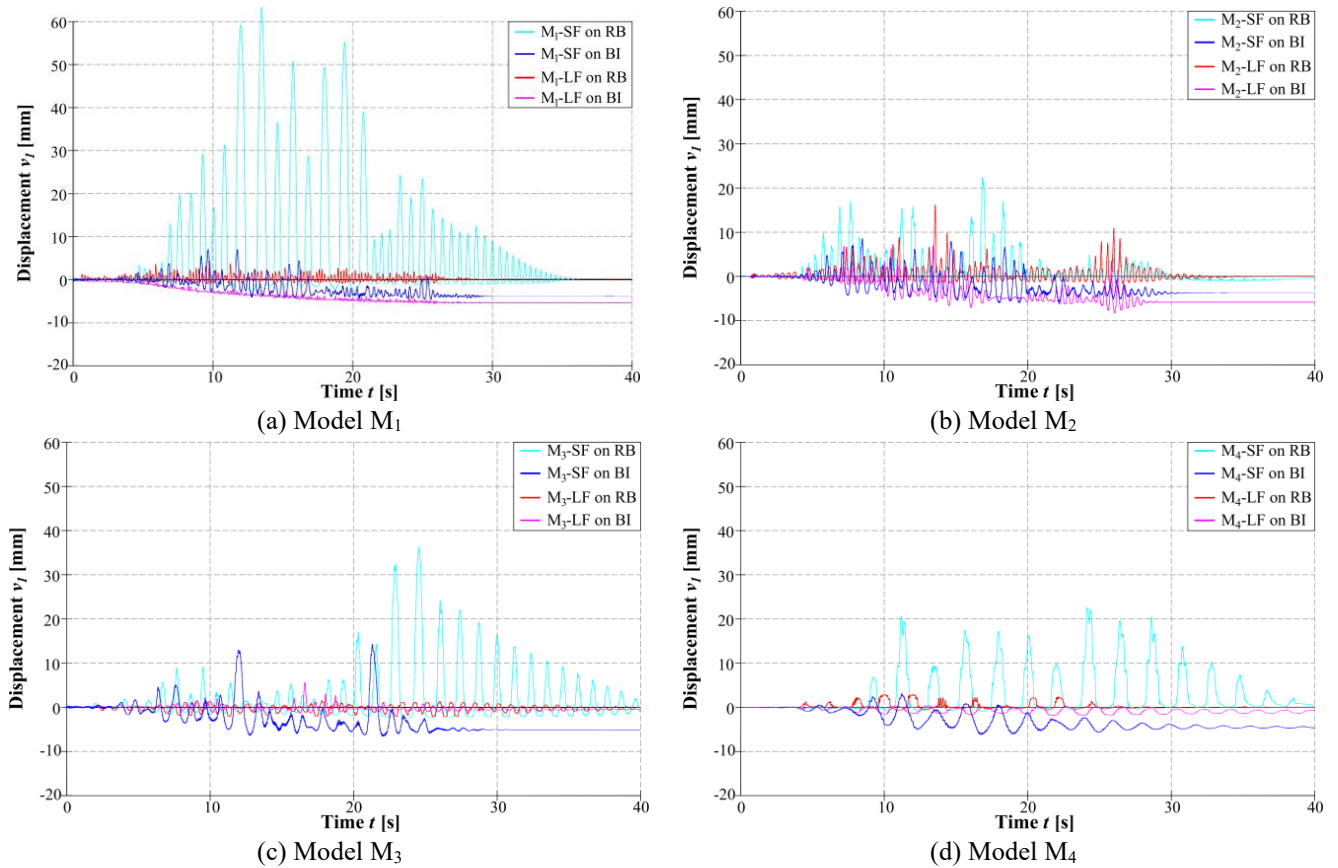 60
50
40
30
20
10
0
-10
-20
0
10
20
30
40
Displacement v₁ [mm]
Time t [s]
M₁-SF on RB
M₁-SF on BI
M₁-LF on RB
M₁-LF on BI
(a) Model M₁
60
50
40
30
20
10
0
-10
-20
0
10
20
30
40
Displacement v₁ [mm]
Time t [s]
M₂-SF on RB
M₂-SF on BI
M₂-LF on RB
M₂-LF on BI
(b) Model M₂
60
50
40
30
20
10
0
-10
-20
0
10
20
30
40
Displacement v₁ [mm]
Time t [s]
M₃-SF on RB
M₃-SF on BI
M₃-LF on RB
M₃-LF on BI
(c) Model M₃
60
50
40
30
20
10
0
-10
-20
0
10
20
30
40
Displacement v₁ [mm]
Time t [s]
M₄-SF on RB
M₄-SF on BI
M₄-LF on RB
M₄-LF on BI
(d) Model M₄